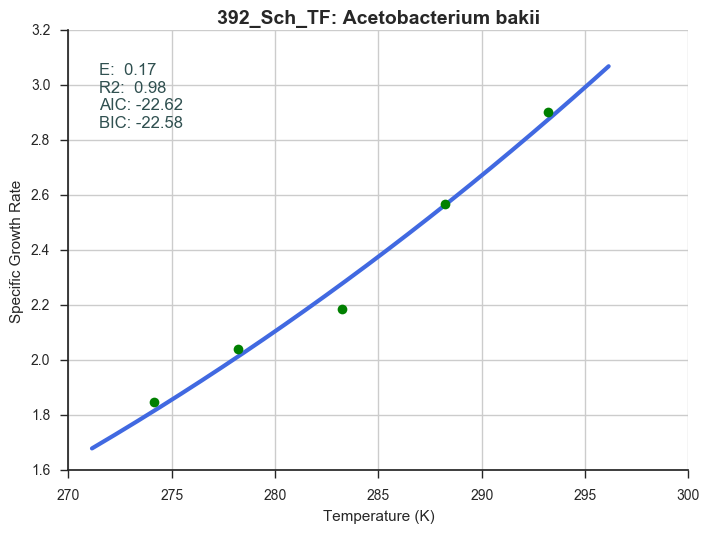 392_Sch_TF: Acetobacterium bakii
E:  0.17
R2:  0.98
AIC: -22.62
BIC: -22.58
Specific Growth Rate
3.2
3.0
2.8
2.6
2.4
2.2
2.0
1.8
1.6
270 275 280 285 290 295 300
Temperature (K)